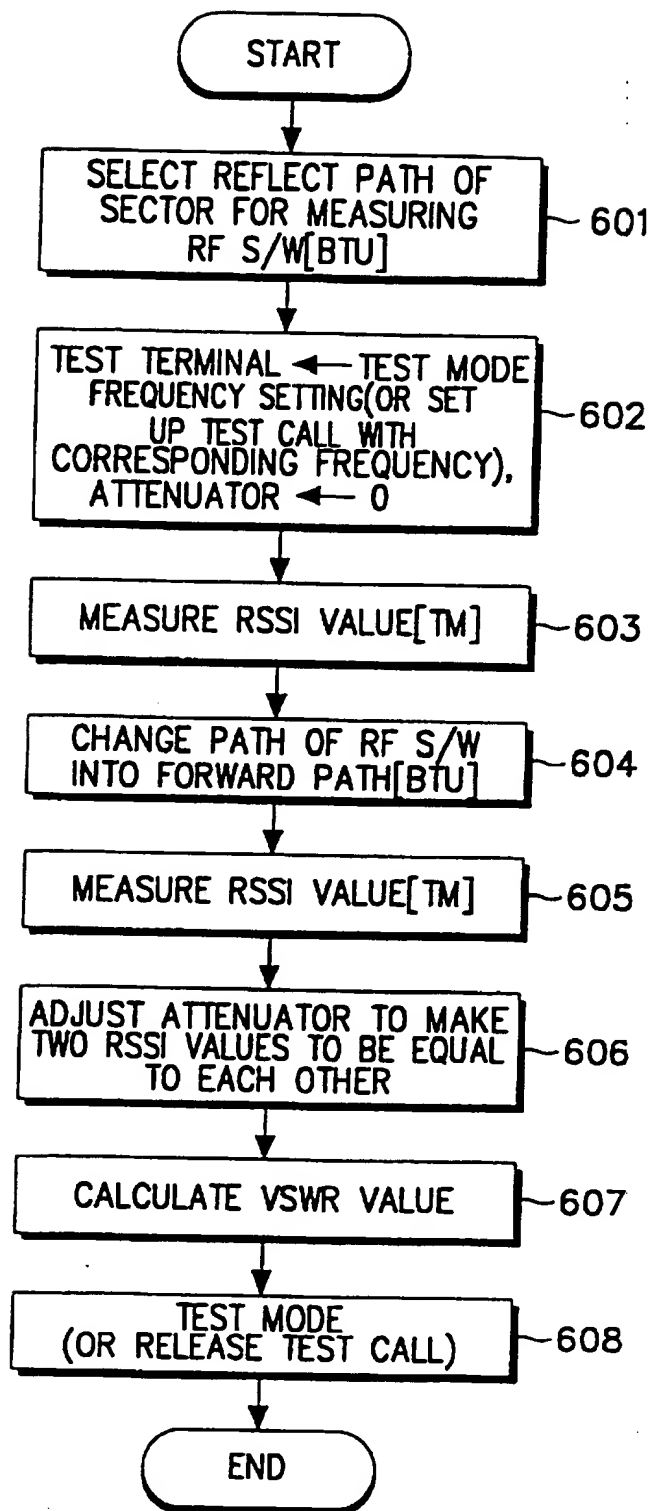 START
SELECT REFLECT PATH OF
SECTOR FOR MEASURING
RF S/W[BTU]
601
TEST TERMINAL ← TEST MODE
FREQUENCY SETTING(OR SET
UP TEST CALL WITH
CORRESPONDING FREQUENCY),
ATTENUATOR ← 0
602
MEASURE RSSI VALUE[TM]
603
CHANGE PATH OF RF S/W
INTO FORWARD PATH[BTU]
604
MEASURE RSSI VALUE[TM]
605
ADJUST ATTENUATOR TO MAKE
TWO RSSI VALUES TO BE EQUAL
TO EACH OTHER
606
CALCULATE VSWR VALUE
607
TEST MODE
(OR RELEASE TEST CALL)
608
END